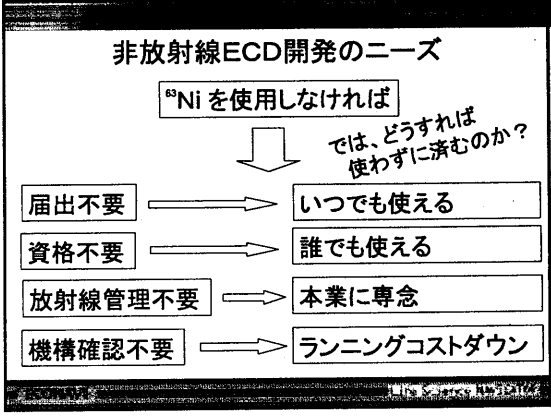 非放射線ECD開発のニーズ
⁶³Ni を使用しなければ
では、どうすれば
使わずに済むのか？
届出不要
いつでも使える
資格不要
誰でも使える
放射線管理不要
本業に専念
機構確認不要
ランニングコストダウン